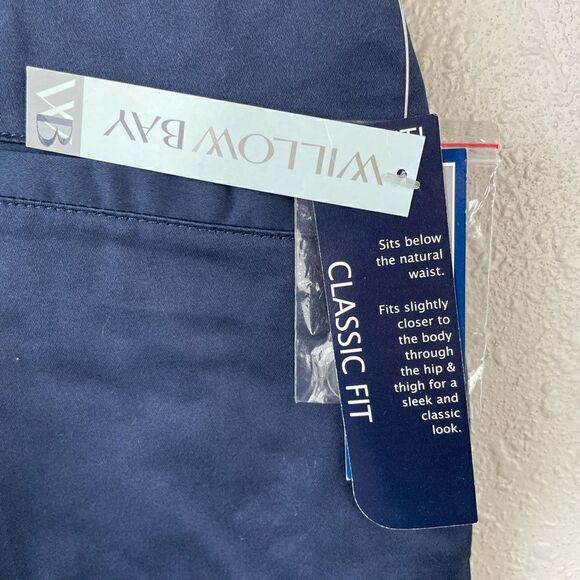 WB
WILLOW BAY
CLASSIC FIT
Sits below
the natural
waist.
Fits slightly
closer to
the body
through
the hip &
thigh for a
sleek and
classic
look.